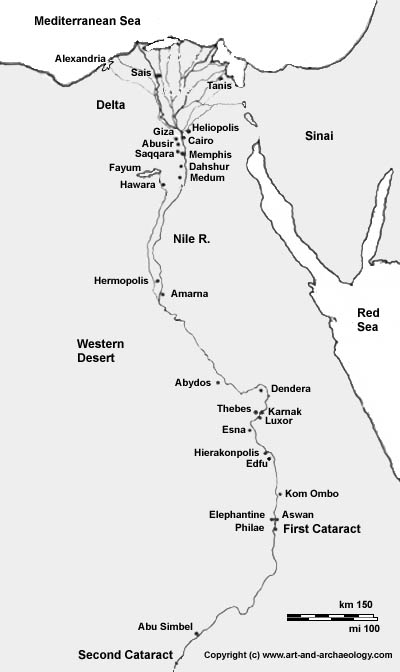 Mediterranean Sea
Alexandria
Sais
Tanis
Delta
Heliopolis
Giza
Cairo
Abusir
Sinai
Saqqara
Memphis
Fayum
Dahshur
Medum
Hawara
Nile R.
Hermopolis
Amarna
Red
Sea
Western
Desert
Abydos
Dendera
Thebes
Karnak
Luxor
Esna
Hierakonpolis
Edfu
Kom Ombo
Elephantine
Aswan
Philae
First Cataract
km 150
mi 100
Abu Simbel
Second Cataract
Copyright (c) www.art-and-archaeology.com